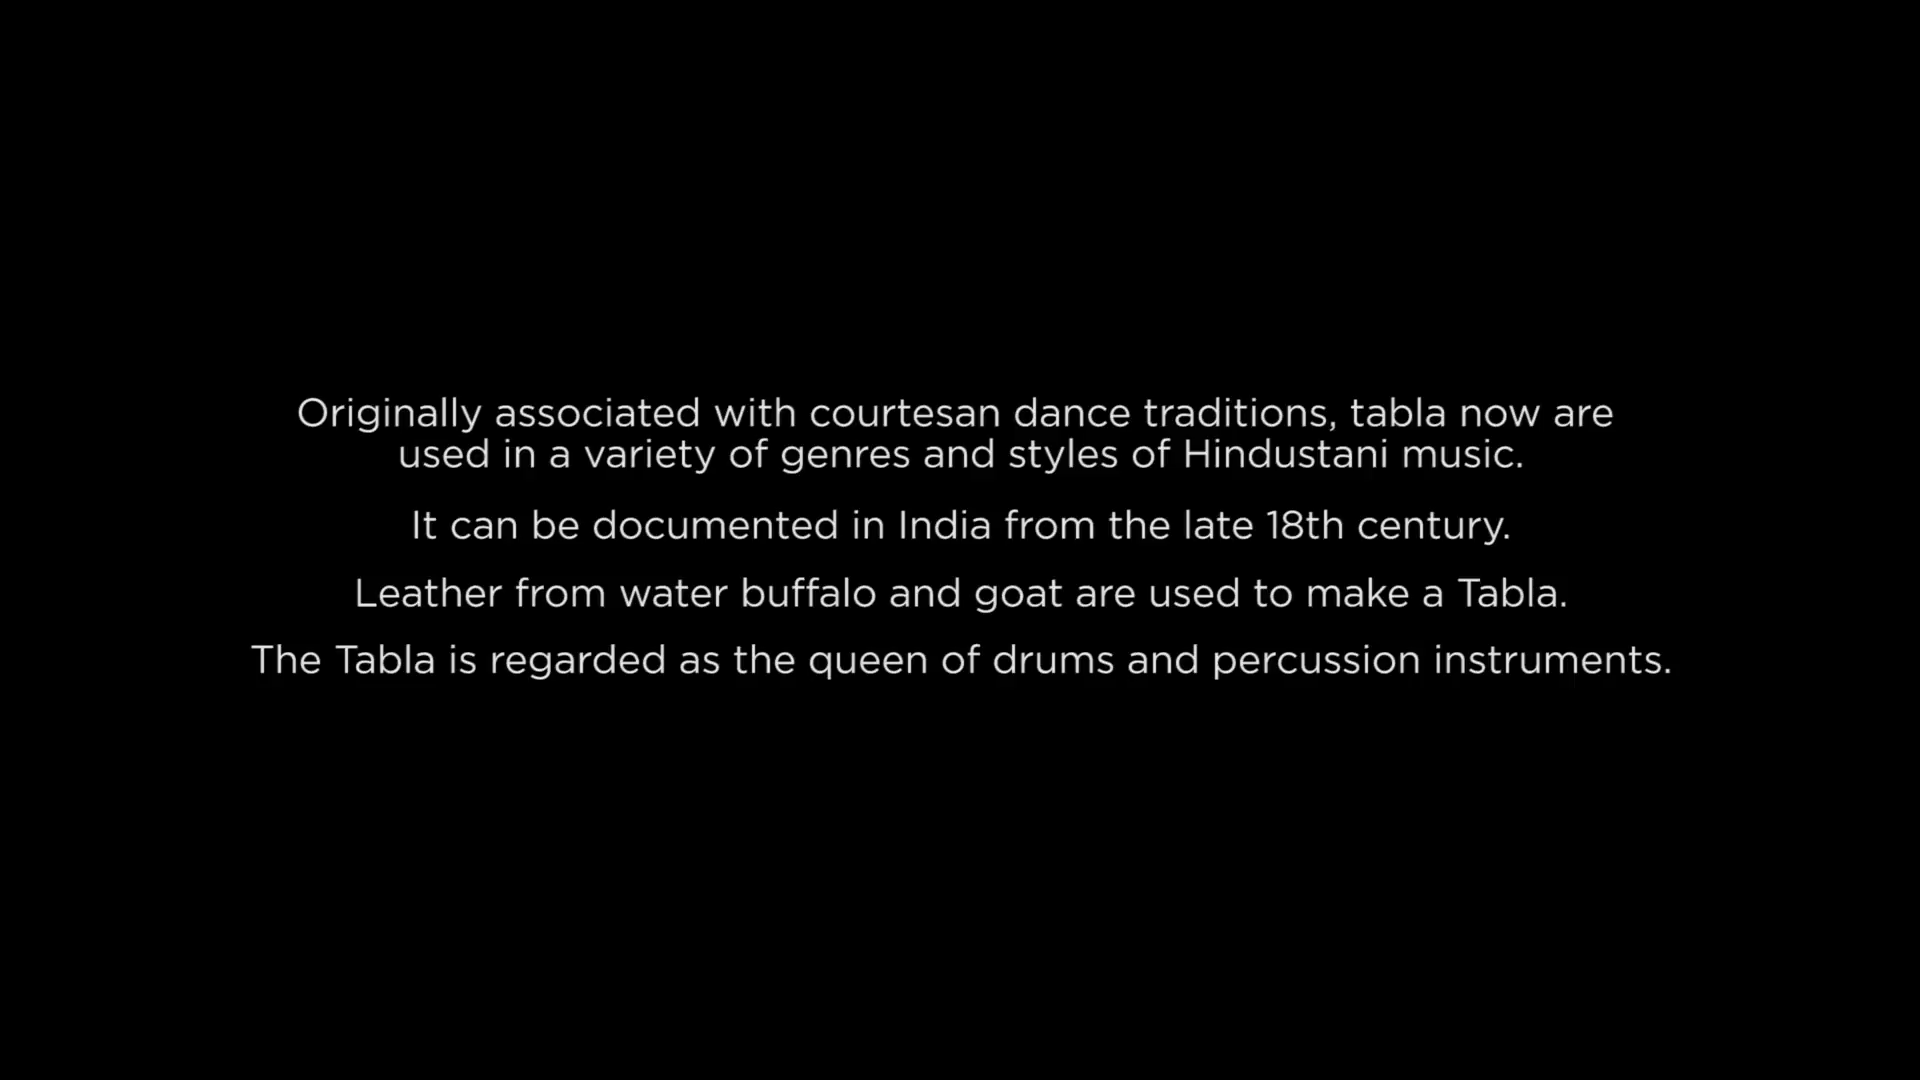 Originally associated with courtesan dance traditions, tabla now are
used in a variety of genres and styles of Hindustani music.
It can be documented in India from the late 18th century.
Leather from water buffalo and goat are used to make a Tabla.
The Tabla is regarded as the queen of drums and percussion instruments.